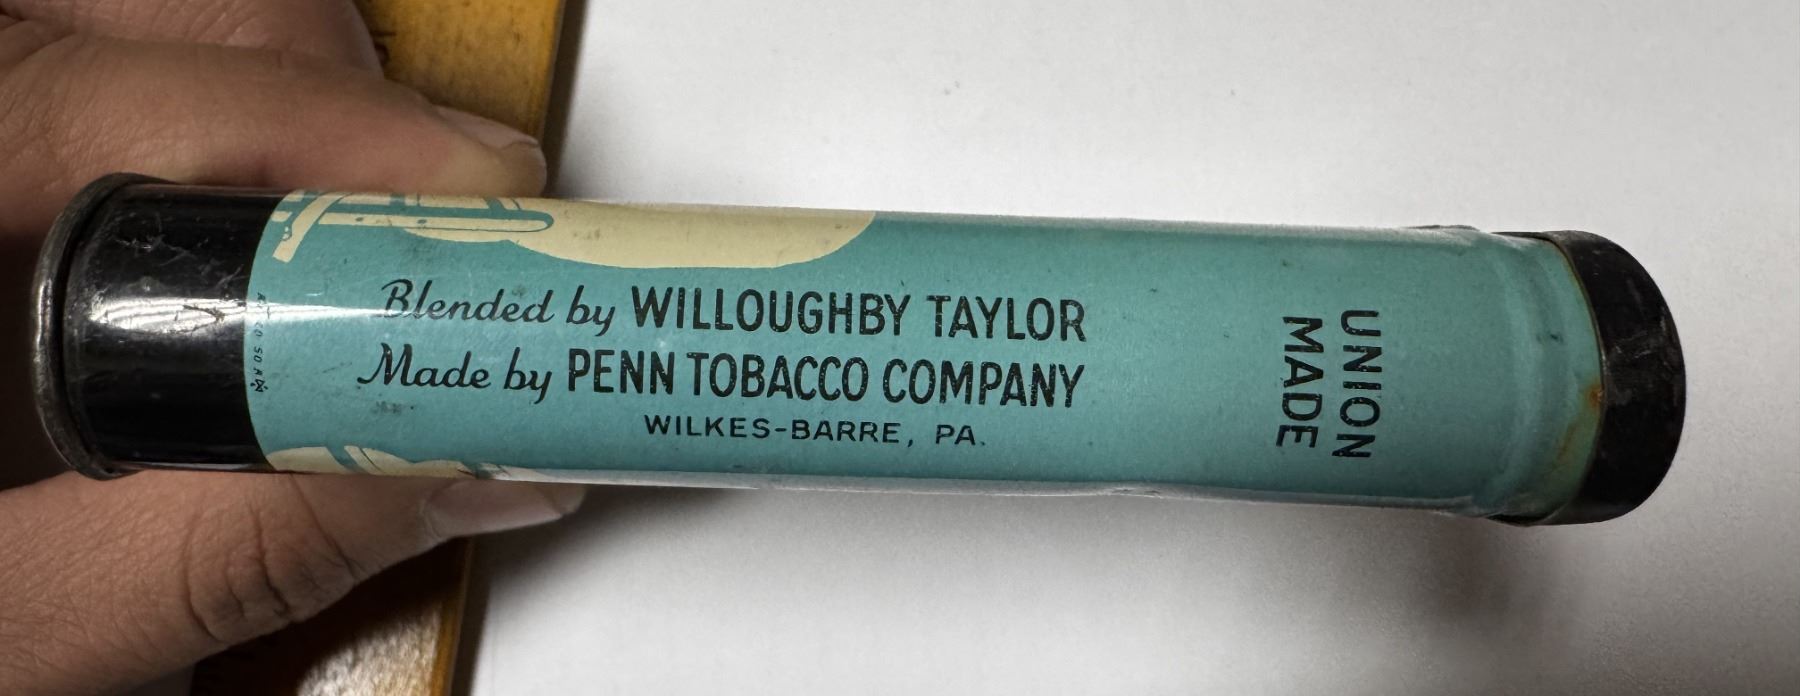 Blended by WILLOUGHBY TAYLOR
Made by PENN TOBACCO COMPANY
WILKES-BARRE, PA.
UNION
MADE